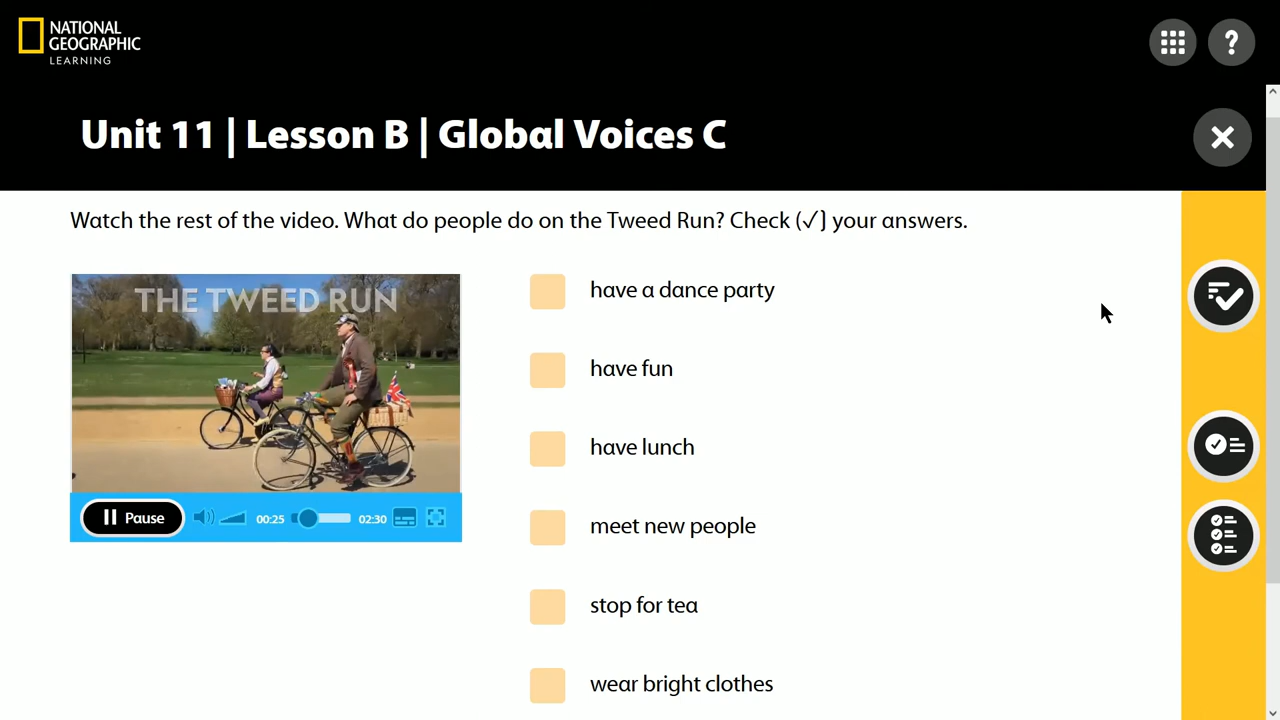 NATIONAL
GEOGRAPHIC
LEARNING
?
Unit 11 | Lesson B | Global Voices C
Watch the rest of the video. What do people do on the Tweed Run? Check (✓) your answers.
THE TWEED RUN
Pause
00:25
02:30
have a dance party
have fun
have lunch
meet new people
stop for tea
wear bright clothes